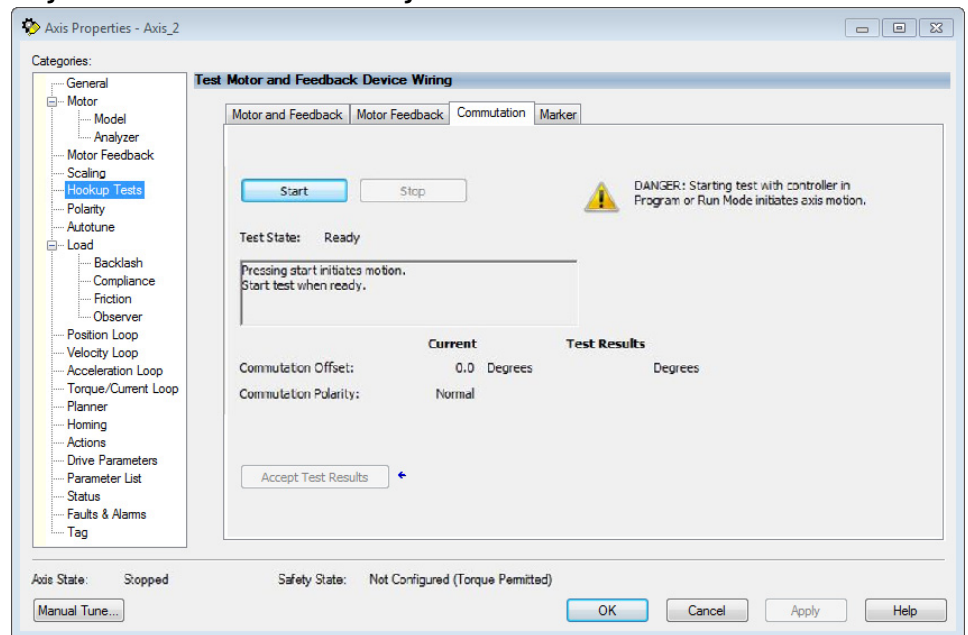 Axis Properties - Axis_2
Categories:
General
Motor
Model
Analyzer
Motor Feedback
Scaling
Hookup Tests
Polarity
Autotune
Load
Backlash
Compliance
Friction
Observer
Position Loop
Velocity Loop
Acceleration Loop
Torque/Current Loop
Planner
Homing
Actions
Drive Parameters
Parameter List
Status
Faults & Alarms
Tag
Test Motor and Feedback Device Wiring
Motor and Feedback Motor Feedback Commutation Marker
Start Stop
DANGER: Starting test with controller in
Program or Run Mode initiates axis motion.
Test State: Ready
Pressing start initiates motion.
Start test when ready.
Current Test Results
Commutation Offset: 0.0 Degrees Degrees
Commutation Polarity: Normal
Accept Test Results
Axis State: Stopped Safety State: Not Configured (Torque Permitted)
Manual Tune... OK Cancel Apply Help